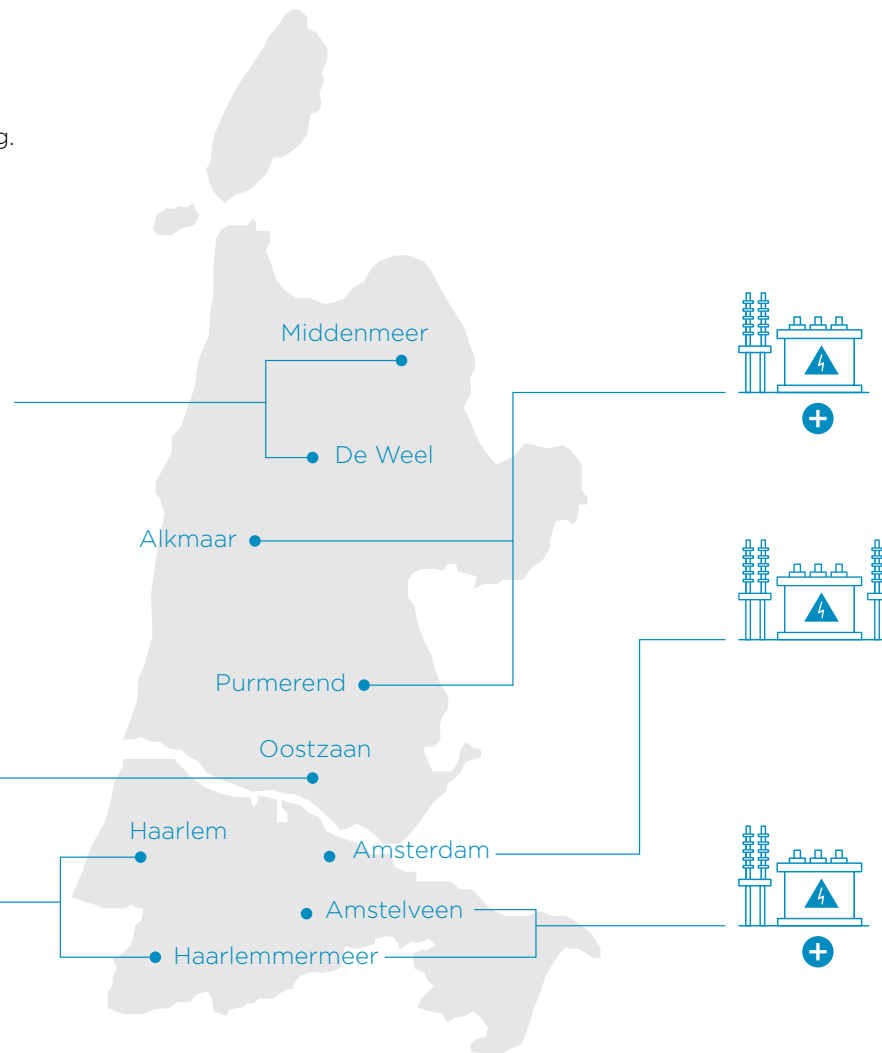 g.
Middenmeer
De Weel
Alkmaar
Purmerend
Oostzaan
Haarlem
Amsterdam
Amstelveen
Haarlemmermeer